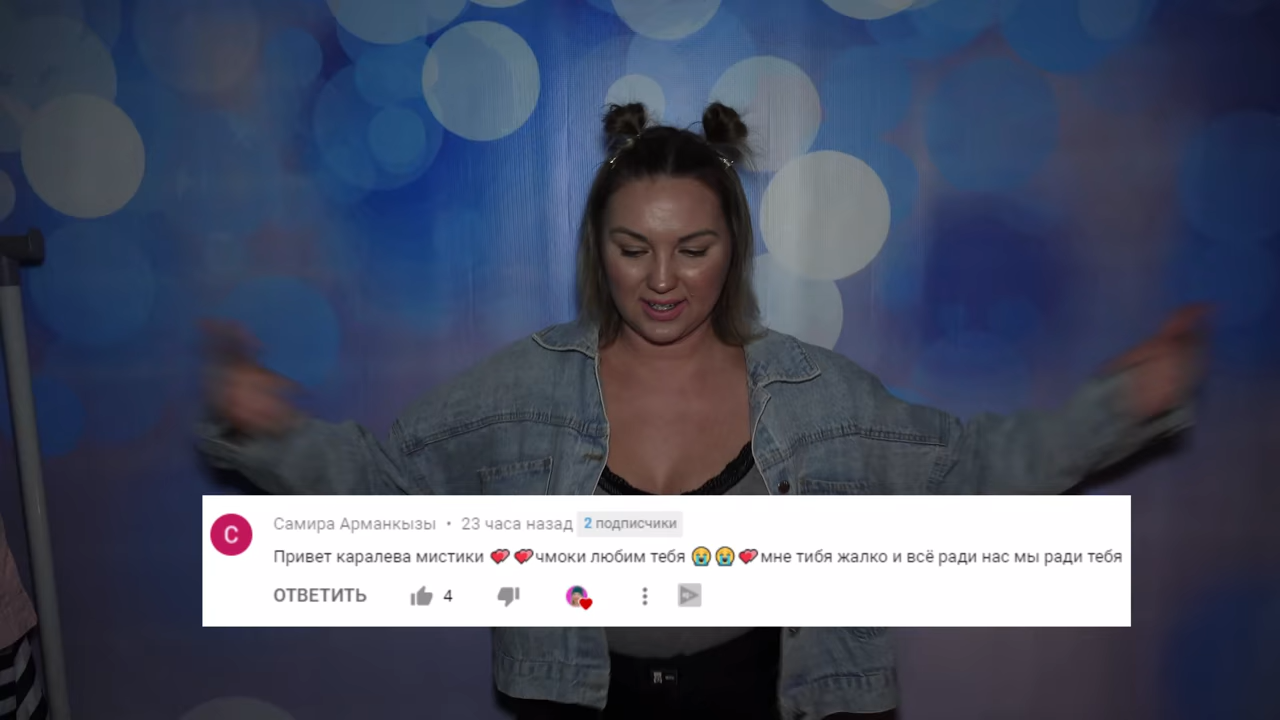 С
Самира Арманкызы • 23 часа назад 2 подписчики
Привет каралева мистики 💕 💕чмоки любим тебя 😭😭💕мне тибя жалко и всё ради нас мы ради тебя
ОТВЕТИТЬ 4